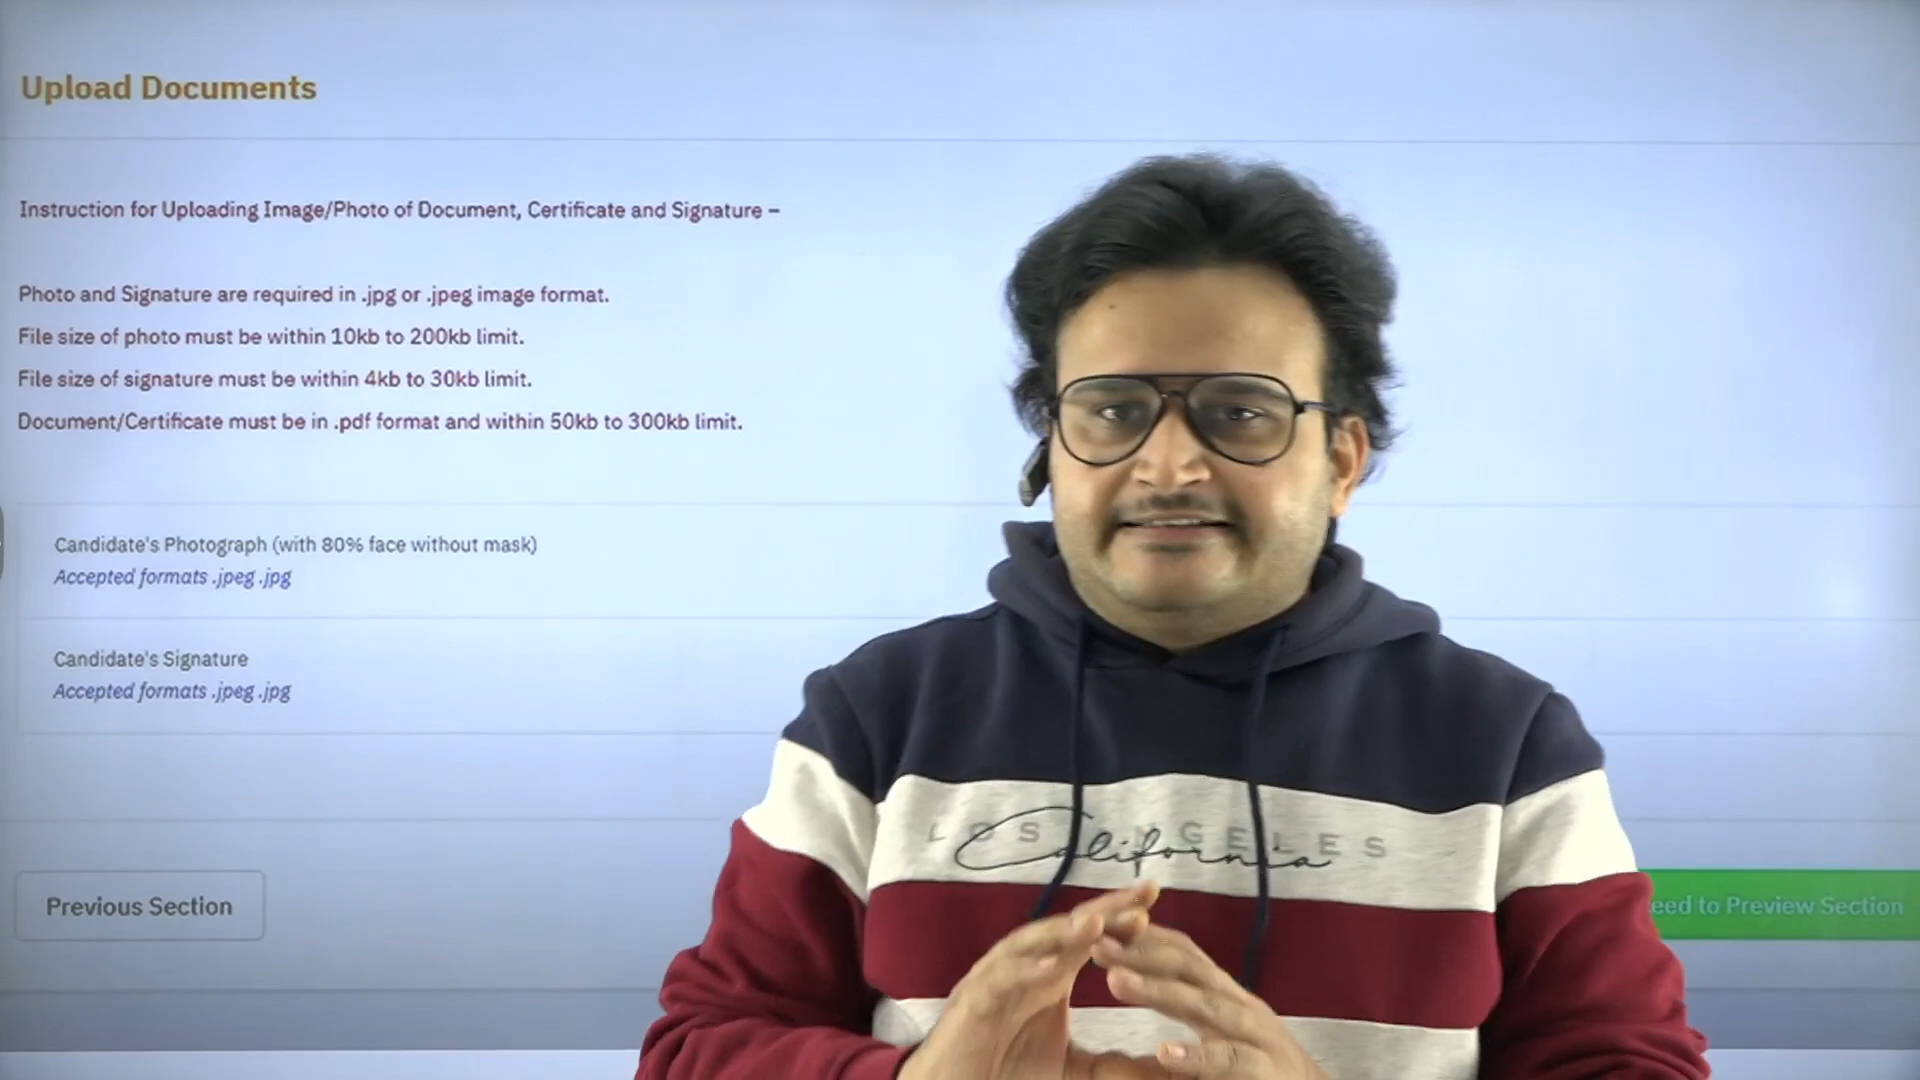 Upload Documents
Instruction for Uploading Image/Photo of Document, Certificate and Signature –
Photo and Signature are required in .jpg or .jpeg image format.
File size of photo must be within 10kb to 200kb limit.
File size of signature must be within 4kb to 30kb limit.
Document/Certificate must be in .pdf format and within 50kb to 300kb limit.
Candidate's Photograph (with 80% face without mask)
Accepted formats .jpeg .jpg
Candidate's Signature
Accepted formats .jpeg .jpg
LOS ANGELES
California
Previous Section
eed to Preview Section